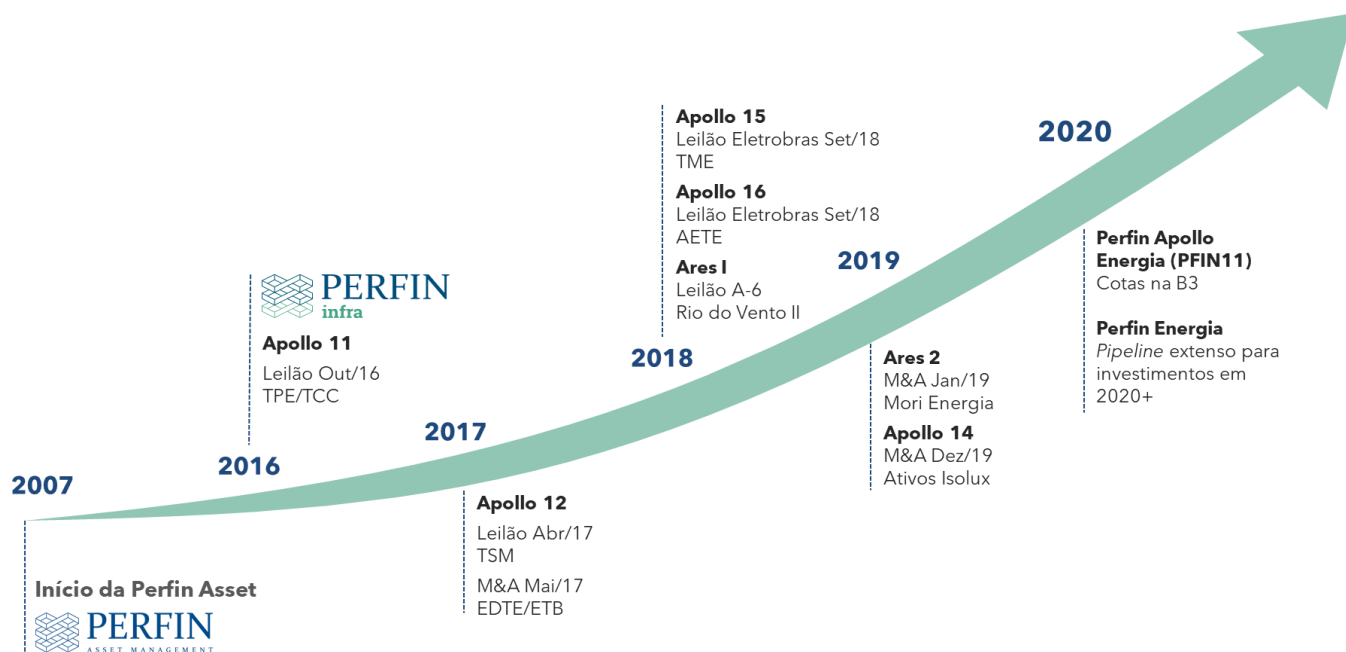 2007
Início da Perfin Asset
PERFIN
ASSET MANAGEMENT
2016
PERFIN
infra
Apollo 11
Leilão Out/16
TPE/TCC
2017
Apollo 12
Leilão Abr/17
TSM
M&A Mai/17
EDTE/ETB
2018
Apollo 15
Leilão Eletrobras Set/18
TME
Apollo 16
Leilão Eletrobras Set/18
AETE
Ares I
Leilão A-6
Rio do Vento II
2019
Ares 2
M&A Jan/19
Mori Energia
Apollo 14
M&A Dez/19
Ativos Isolux
2020
Perfin Apollo
Energia (PFIN11)
Cotas na B3
Perfin Energia
Pipeline extenso para
investimentos em
2020+